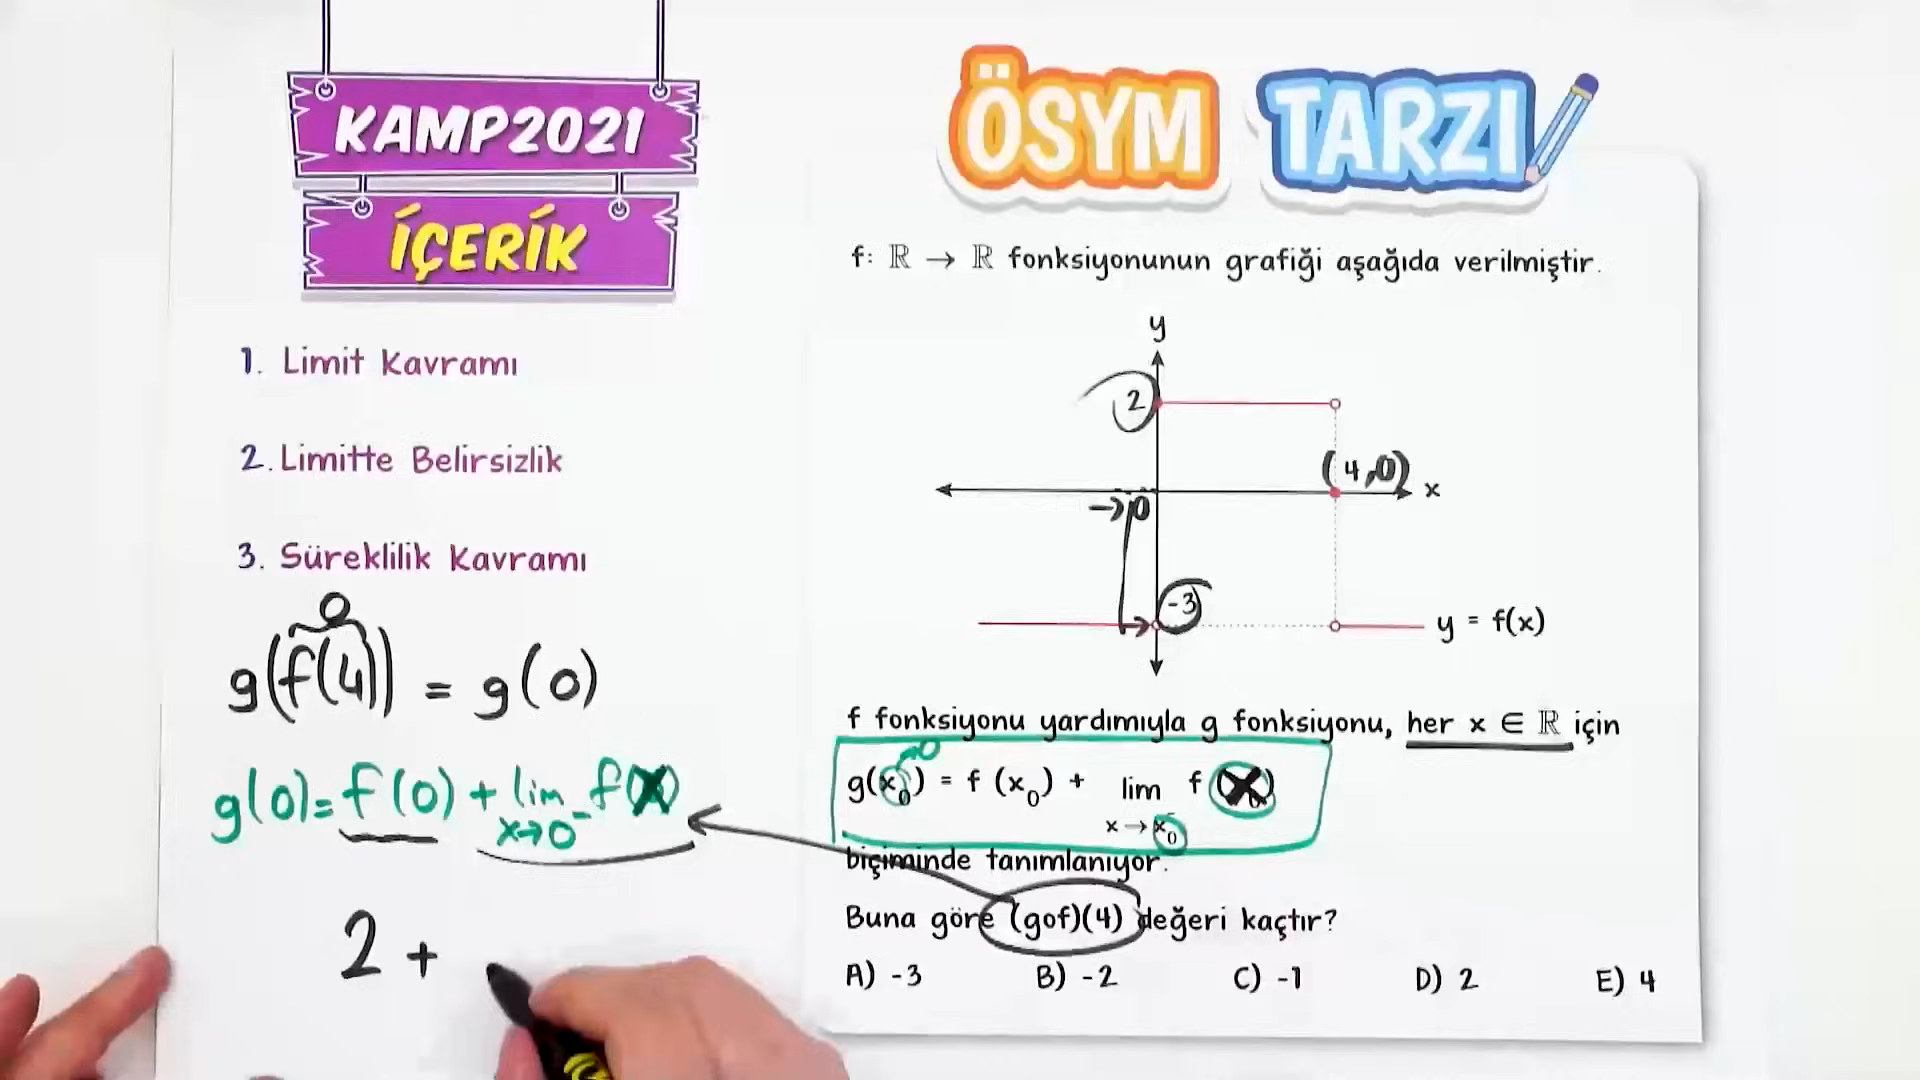 KAMP2021
İÇERİK
1. Limit Kavramı
2. Limitte Belirsizlik
3. Süreklilik Kavramı
0
g(f(4)) = g(0)
g(0) = f(0) + lim f(x)
x→0⁻
2 +
ÖSYM TARZI
f: ℝ → ℝ fonksiyonunun grafiği aşağıda verilmiştir.
y
2
(4,0)
x
→ 0
-3
y = f(x)
f fonksiyonu yardımıyla g fonksiyonu, her x ∈ ℝ için
→0
g(x₀) = f (x₀) + lim f (x)
x → x₀⁻
biçiminde tanımlanıyor.
Buna göre (gof)(4) değeri kaçtır?
A) -3 B) -2 C) -1 D) 2 E) 4